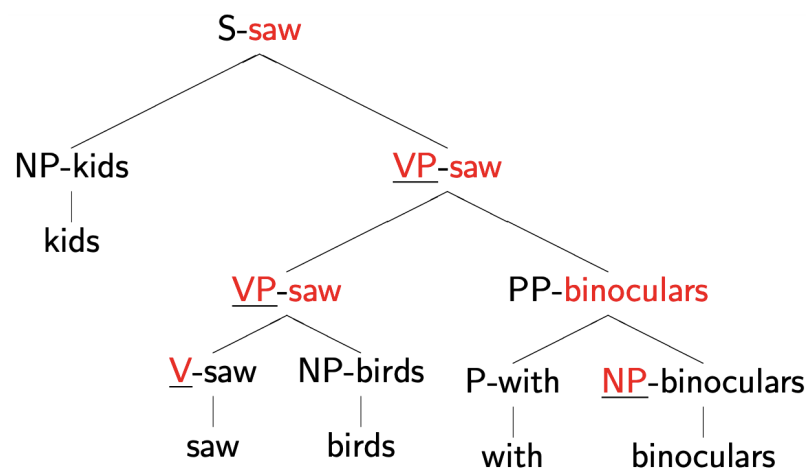 S-saw
NP-kids VP-saw
kids
VP-saw PP-binoculars
V-saw NP-birds P-with NP-binoculars
saw birds with binoculars